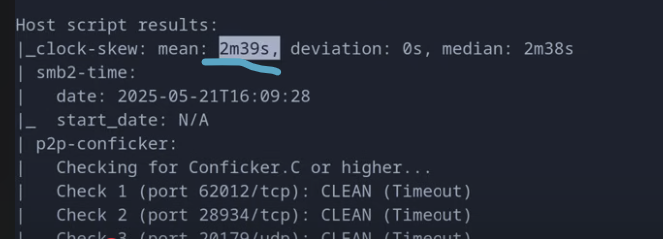 Host script results:
|_clock-skew: mean: 2m39s, deviation: 0s, median: 2m38s
| smb2-time:
|   date: 2025-05-21T16:09:28
|_  start_date: N/A
| p2p-conficker:
|   Checking for Conficker.C or higher...
|   Check 1 (port 62012/tcp): CLEAN (Timeout)
|   Check 2 (port 28934/tcp): CLEAN (Timeout)
|   Check 3 (port 20179/udp): CLEAN (Timeout)